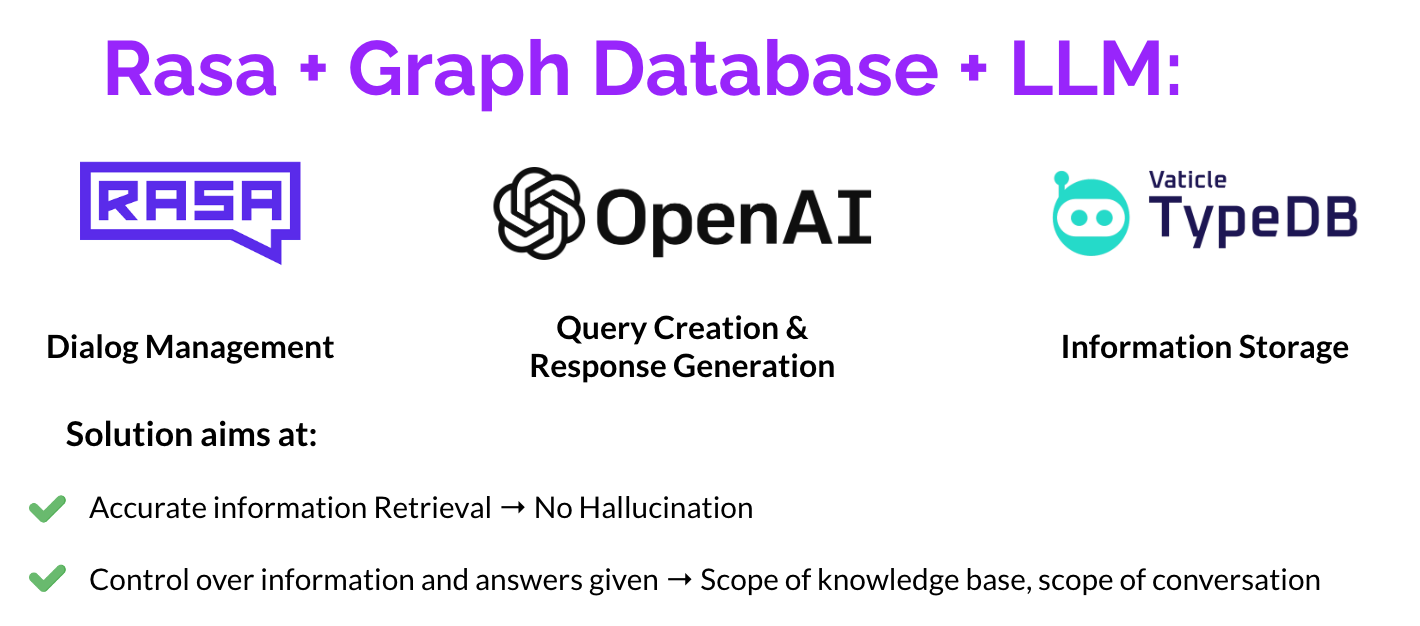 Rasa + Graph Database + LLM:
RASA
OpenAI
Vaticle
TypeDB
Dialog Management
Query Creation &
Response Generation
Information Storage
Solution aims at:
Accurate information Retrieval → No Hallucination
Control over information and answers given → Scope of knowledge base, scope of conversation